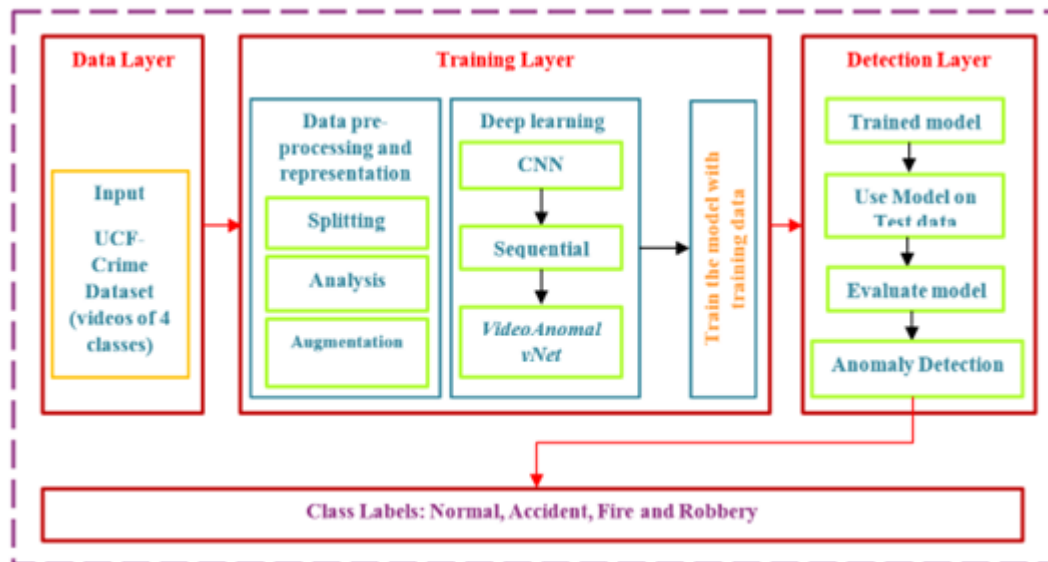 Data Layer
Input
UCF-
Crime
Dataset
(videos of 4
classes)
Training Layer
Data pre-
processing and
representation
Splitting
Analysis
Augmentation
Deep learning
CNN
Sequential
VideoAnomal
yNet
Train the model with
training data
Detection Layer
Trained model
Use Model on
Test data
Evaluate model
Anomaly Detection
Class Labels: Normal, Accident, Fire and Robbery